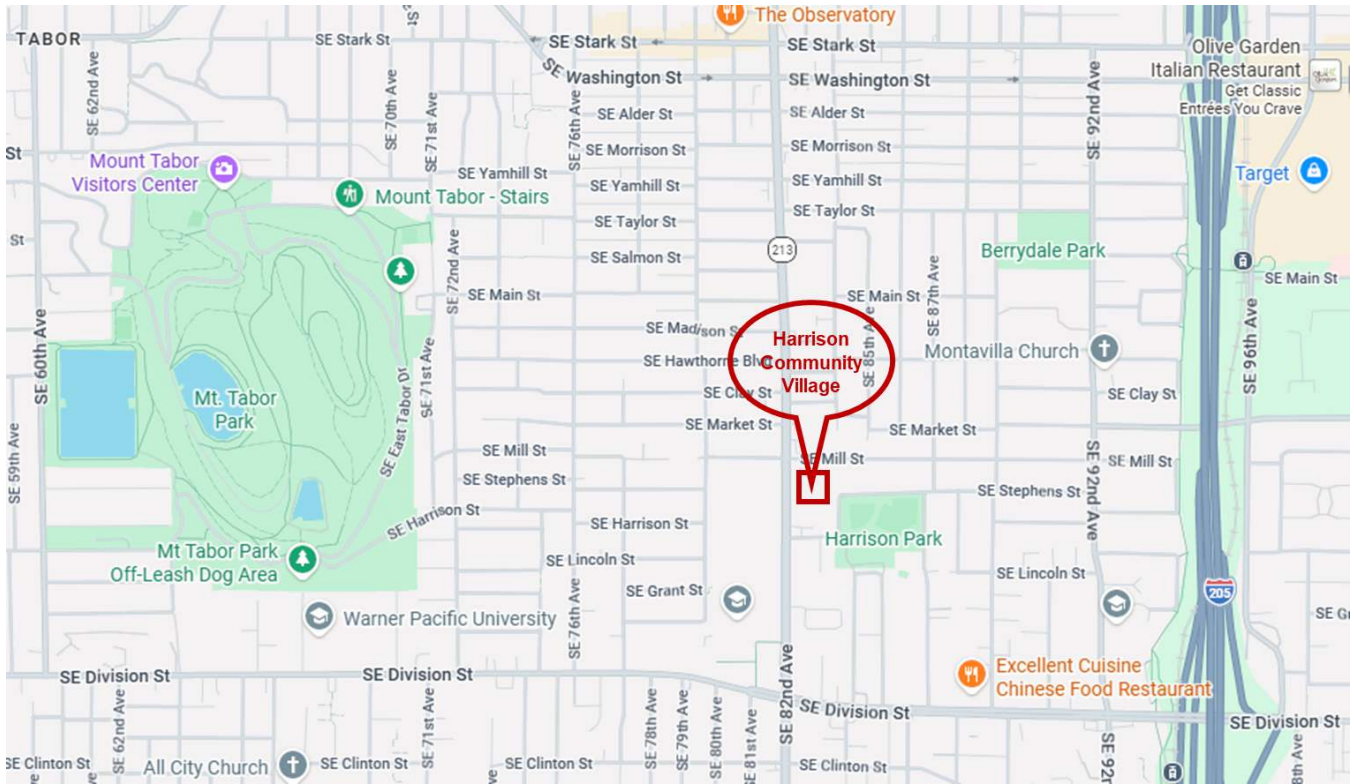 The Observatory
TABOR
SE Stark St
SE Stark St
SE Stark St
SE Washington St
SE Washington St
Olive Garden
Italian Restaurant
Get Classic
Entrées You Crave
SE 62nd Ave
SE 70th Ave
SE 71st Ave
SE 76th Ave
SE 92nd Ave
SE Alder St
SE Alder St
SE Morrison St
SE Morrison St
St
Mount Tabor
Visitors Center
Mount Tabor - Stairs
SE Yamhill St
SE Yamhill St
SE Yamhill St
Target
SE Taylor St
SE Taylor St
St
SE 72nd Ave
SE Salmon St
213
Berrydale Park
SE 87th Ave
SE Main St
SE Main St
SE Main St
SE 60th Ave
SE 71st Ave
SE Madison St
SE Hawthorne Blvd
Harrison
Community
Village
SE 85th Ave
Montavilla Church
SE 96th Ave
Mt. Tabor
Park
SE East Tabor Dr
SE Clay St
SE Clay St
SE Market St
SE Market St
SE 59th Ave
SE Mill St
SE Mill St
SE Mill St
SE Stephens St
SE Stephens St
SE 92nd Ave
SE Harrison St
SE Harrison St
Harrison Park
Mt Tabor Park
Off-Leash Dog Area
SE Lincoln St
SE Lincoln St
SE Grant St
205
SE Gr
Warner Pacific University
SE 76th Ave
SE 82nd Ave
SE Division St
SE Division St
Excellent Cuisine
Chinese Food Restaurant
SE Division St
SE Division St
SE 62nd Ave
SE 71st Ave
SE 78th Ave
SE 79th Ave
SE 80th Ave
SE 81st Ave
SE 92n
8th Ave
SE Clinton St
All City Church
SE Clinton St
SE Clinton St
SE Clinton St